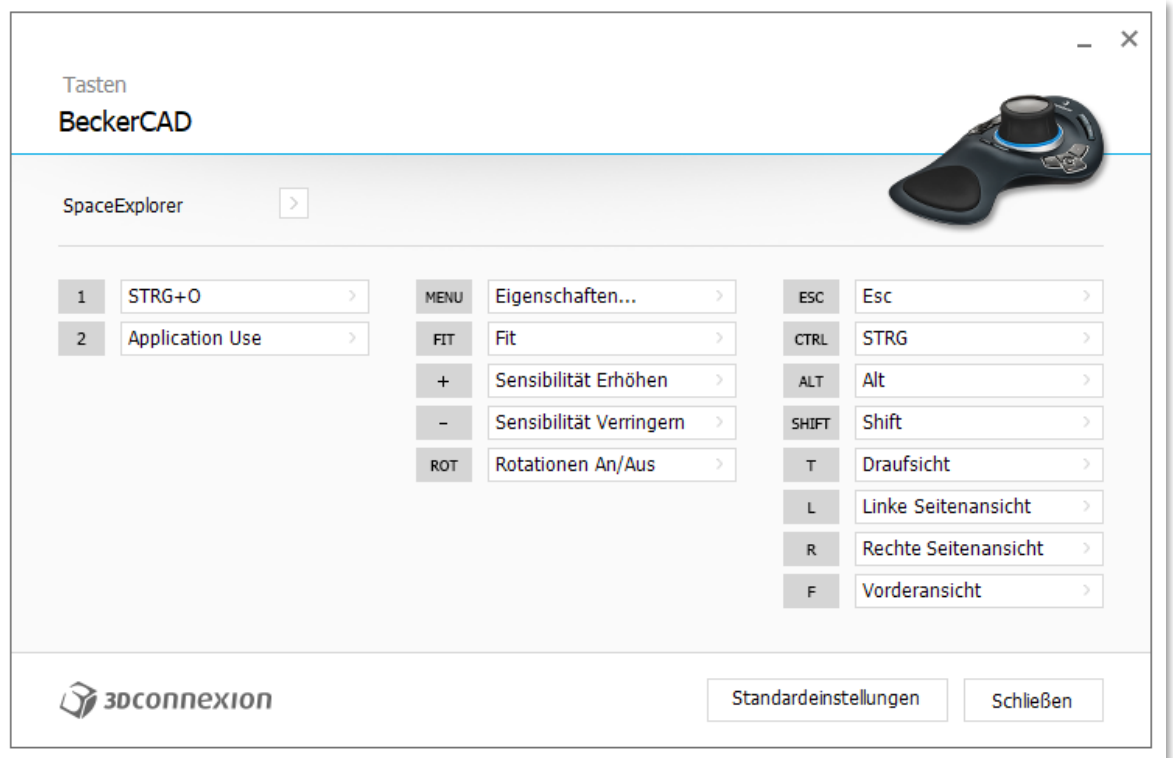 Tasten
BeckerCAD
SpaceExplorer
1 STRG+O
2 Application Use
MENU Eigenschaften...
FIT Fit
+ Sensibilität Erhöhen
- Sensibilität Verringern
ROT Rotationen An/Aus
ESC Esc
CTRL STRG
ALT Alt
SHIFT Shift
T Draufsicht
L Linke Seitenansicht
R Rechte Seitenansicht
F Vorderansicht
3Dconnexion
Standardeinstellungen
Schließen